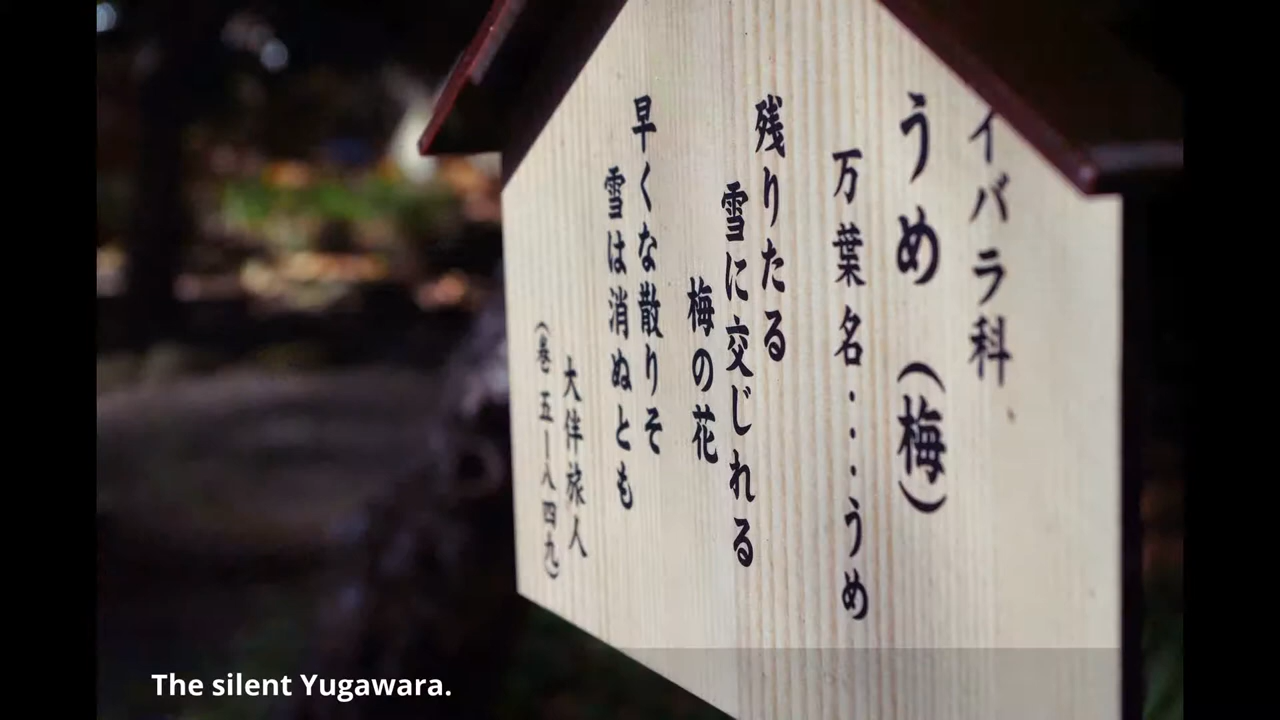 イバラ科
うめ（梅）
万葉名・・・・うめ
残りたる
雪に交じれる
梅の花
早くな散りそ
雪は消ぬとも
大伴旅人
（巻五ー八四九）
The silent Yugawara.